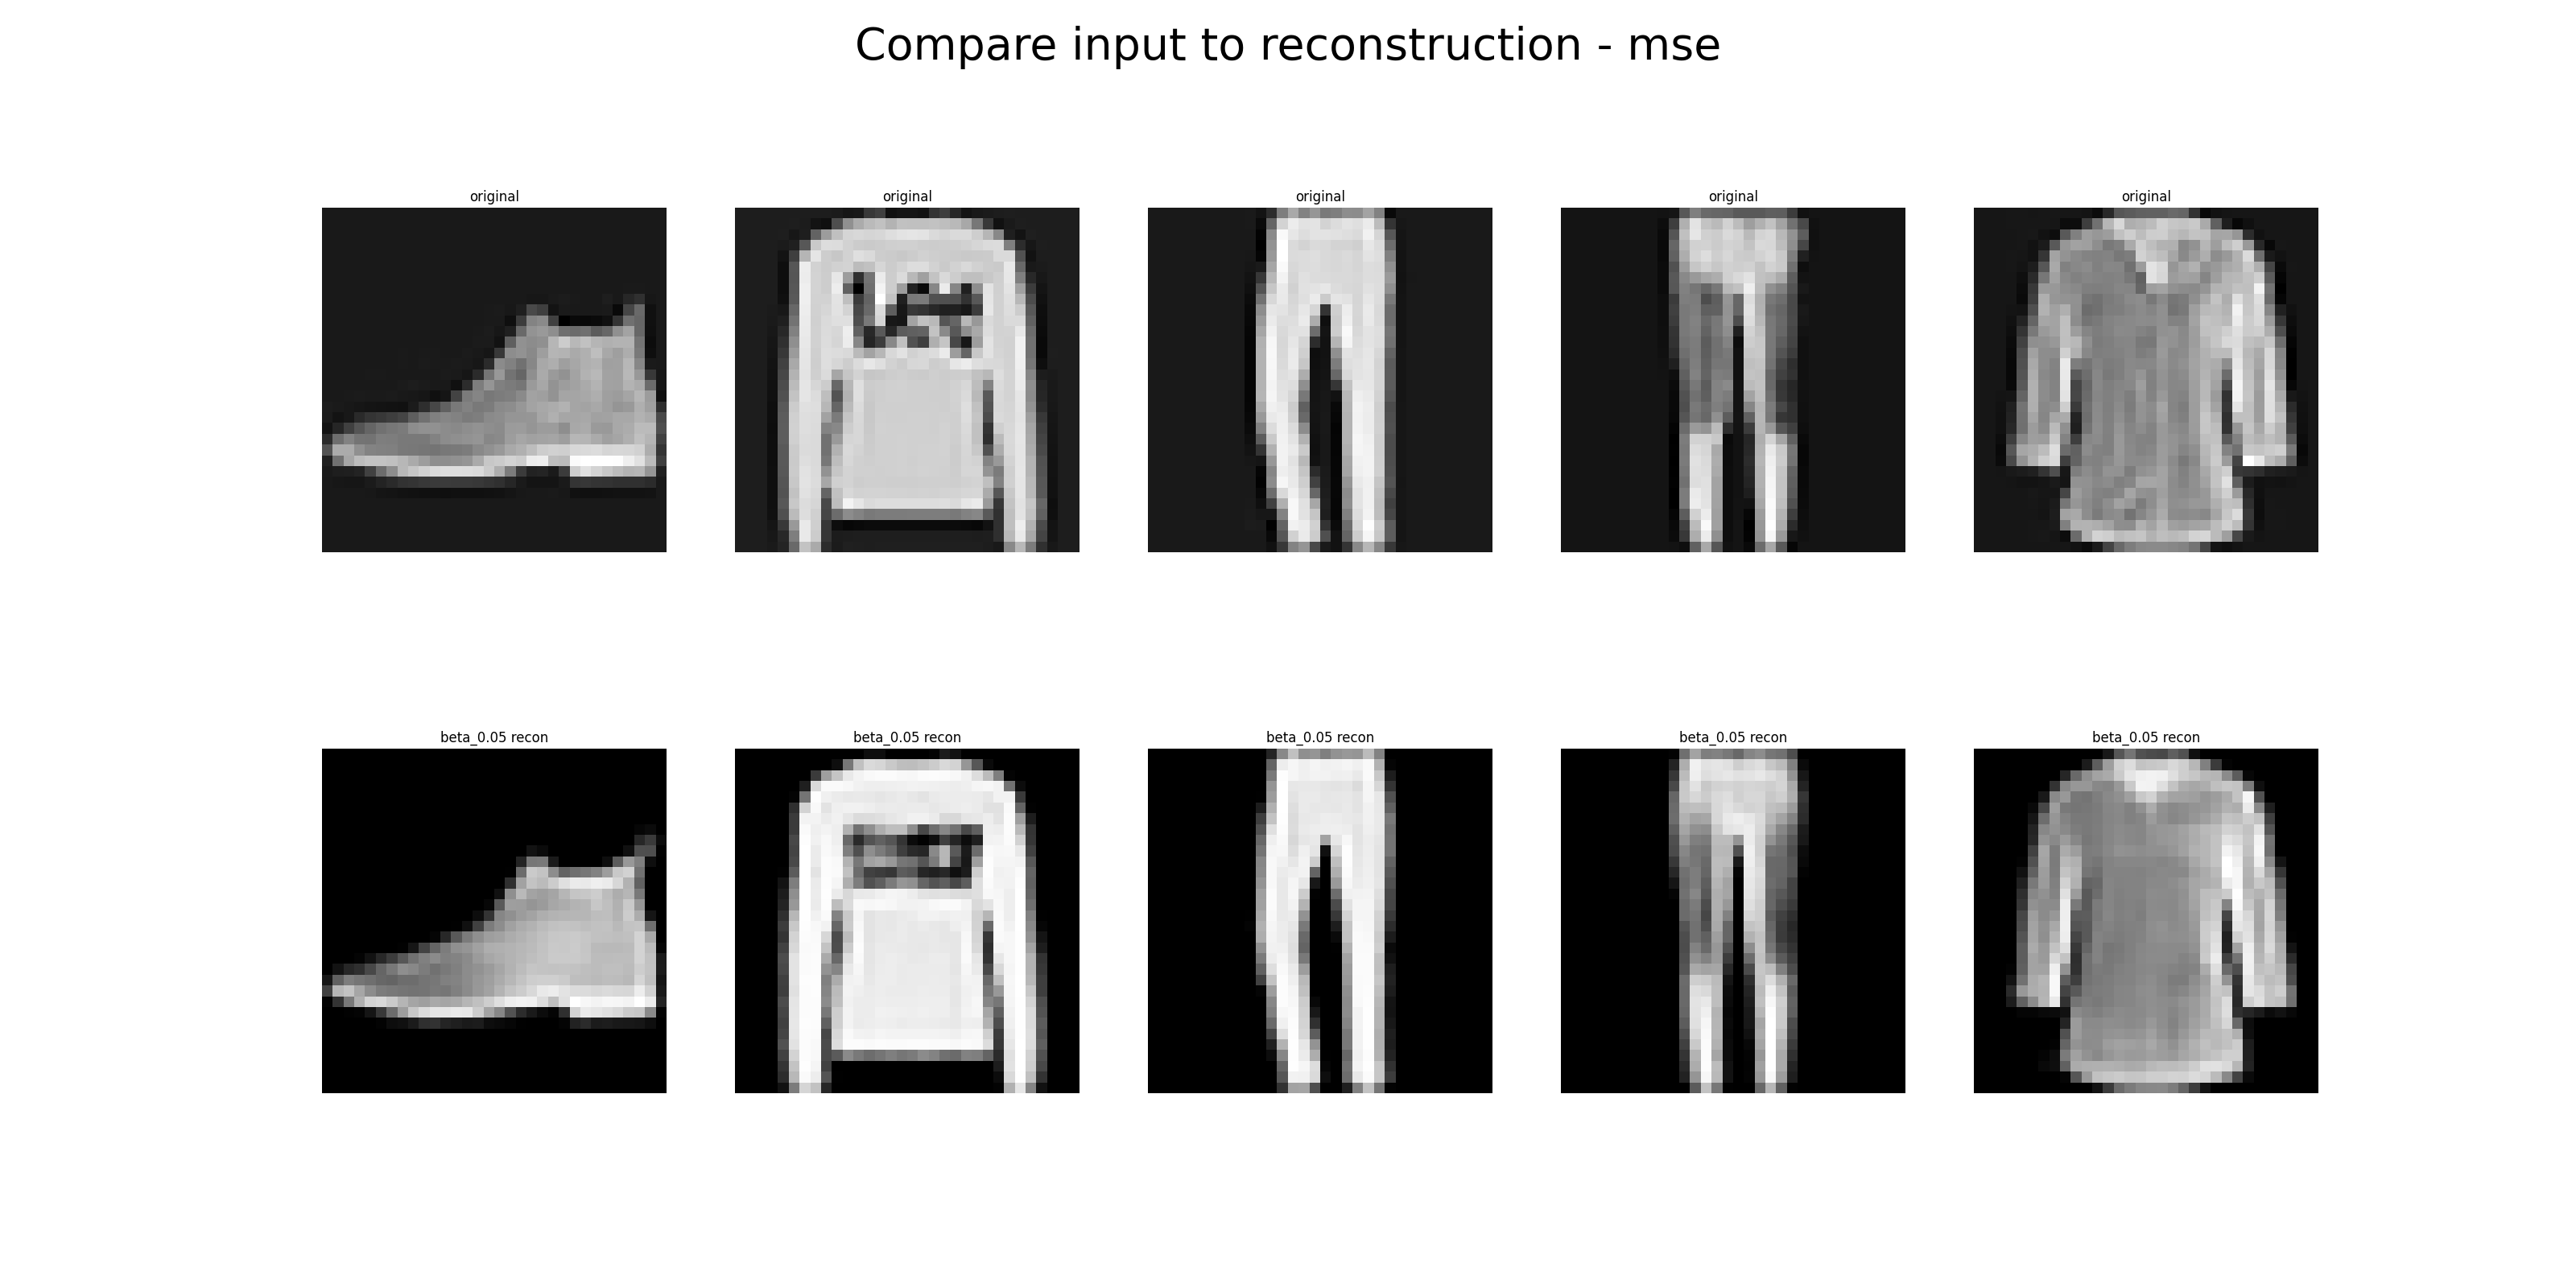 Compare input to reconstruction - mse
original original original original original
beta_0.05 recon beta_0.05 recon beta_0.05 recon beta_0.05 recon beta_0.05 recon